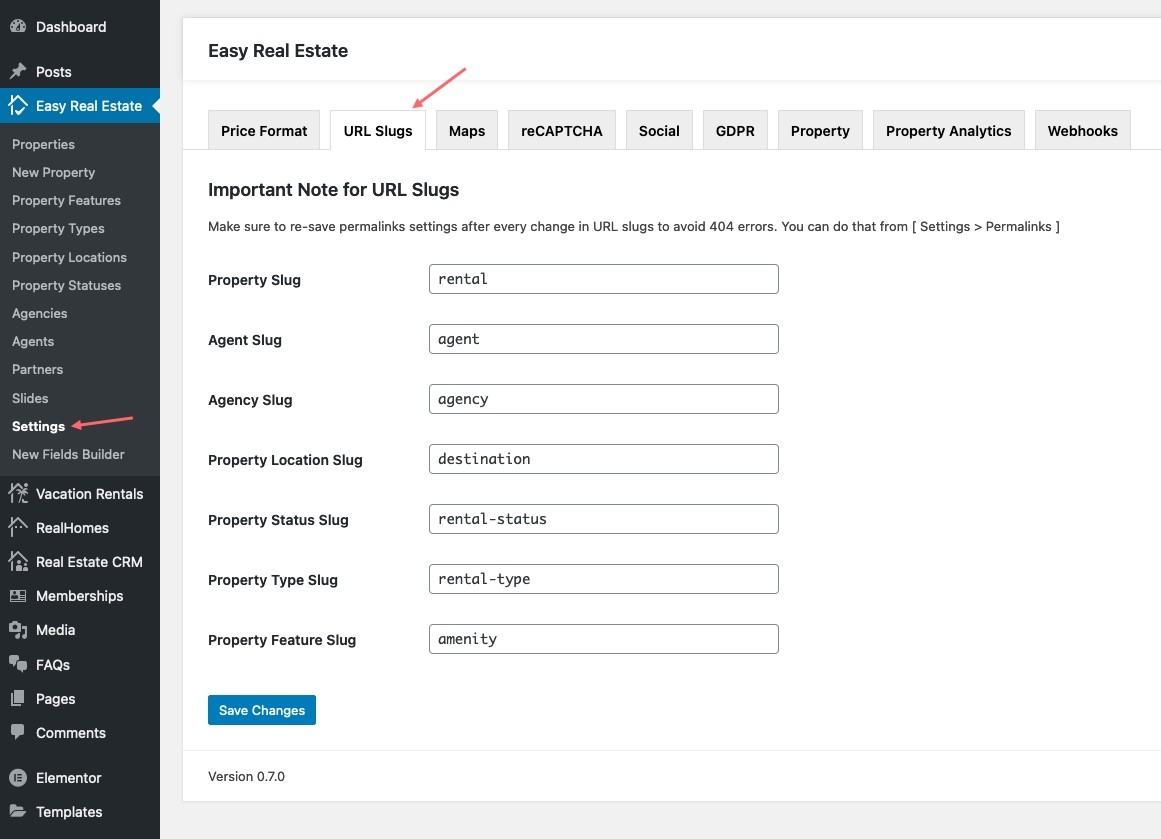 Dashboard
Posts
Easy Real Estate
Properties
New Property
Property Features
Property Types
Property Locations
Property Statuses
Agencies
Agents
Partners
Slides
Settings
New Fields Builder
Vacation Rentals
RealHomes
Real Estate CRM
Memberships
Media
FAQs
Pages
Comments
Elementor
Templates
Easy Real Estate
Price Format URL Slugs Maps reCAPTCHA Social GDPR Property Property Analytics Webhooks
Important Note for URL Slugs
Make sure to re-save permalinks settings after every change in URL slugs to avoid 404 errors. You can do that from [ Settings > Permalinks ]
Property Slug rental
Agent Slug agent
Agency Slug agency
Property Location Slug destination
Property Status Slug rental-status
Property Type Slug rental-type
Property Feature Slug amenity
Save Changes
Version 0.7.0